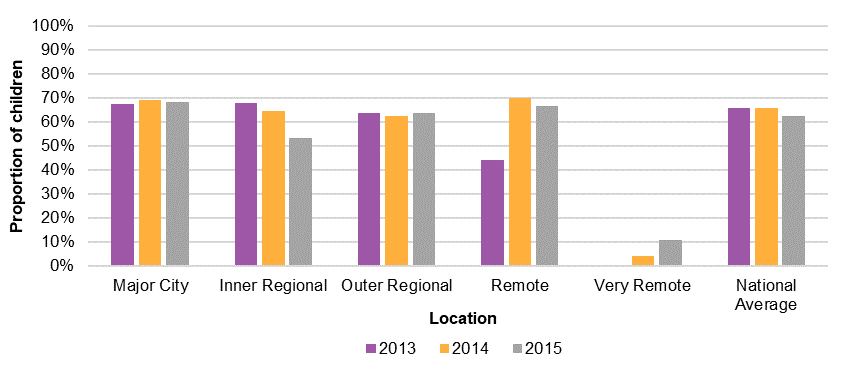 100%
90%
80%
70%
60%
50%
40%
30%
20%
10%
0%
Proportion of children
Major City
Inner Regional
Outer Regional
Remote
Very Remote
National
Average
Location
2013
2014
2015